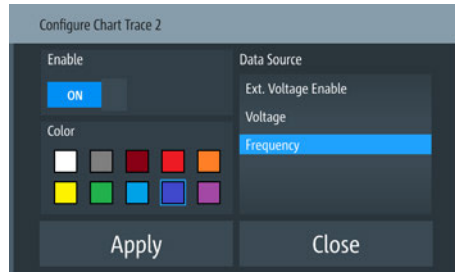 Configure Chart Trace 2
Enable
ON
Color
Data Source
Ext. Voltage Enable
Voltage
Frequency
Apply
Close